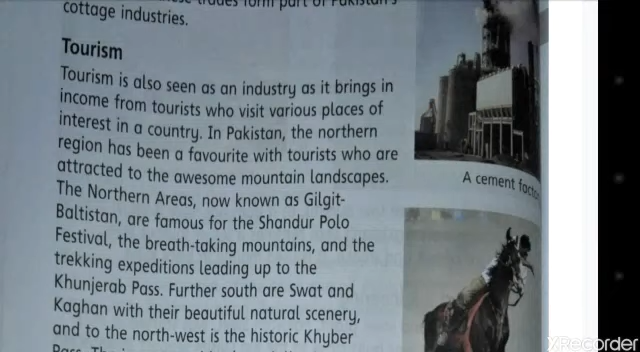 cottage industries.
Tourism
Tourism is also seen as an industry as it brings in
income from tourists who visit various places of
interest in a country. In Pakistan, the northern
region has been a favourite with tourists who are
attracted to the awesome mountain landscapes.
The Northern Areas, now known as Gilgit-
Baltistan, are famous for the Shandur Polo
Festival, the breath-taking mountains, and the
trekking expeditions leading up to the
Khunjerab Pass. Further south are Swat and
Kaghan with their beautiful natural scenery,
and to the north-west is the historic Khyber
A cement
XRecorder